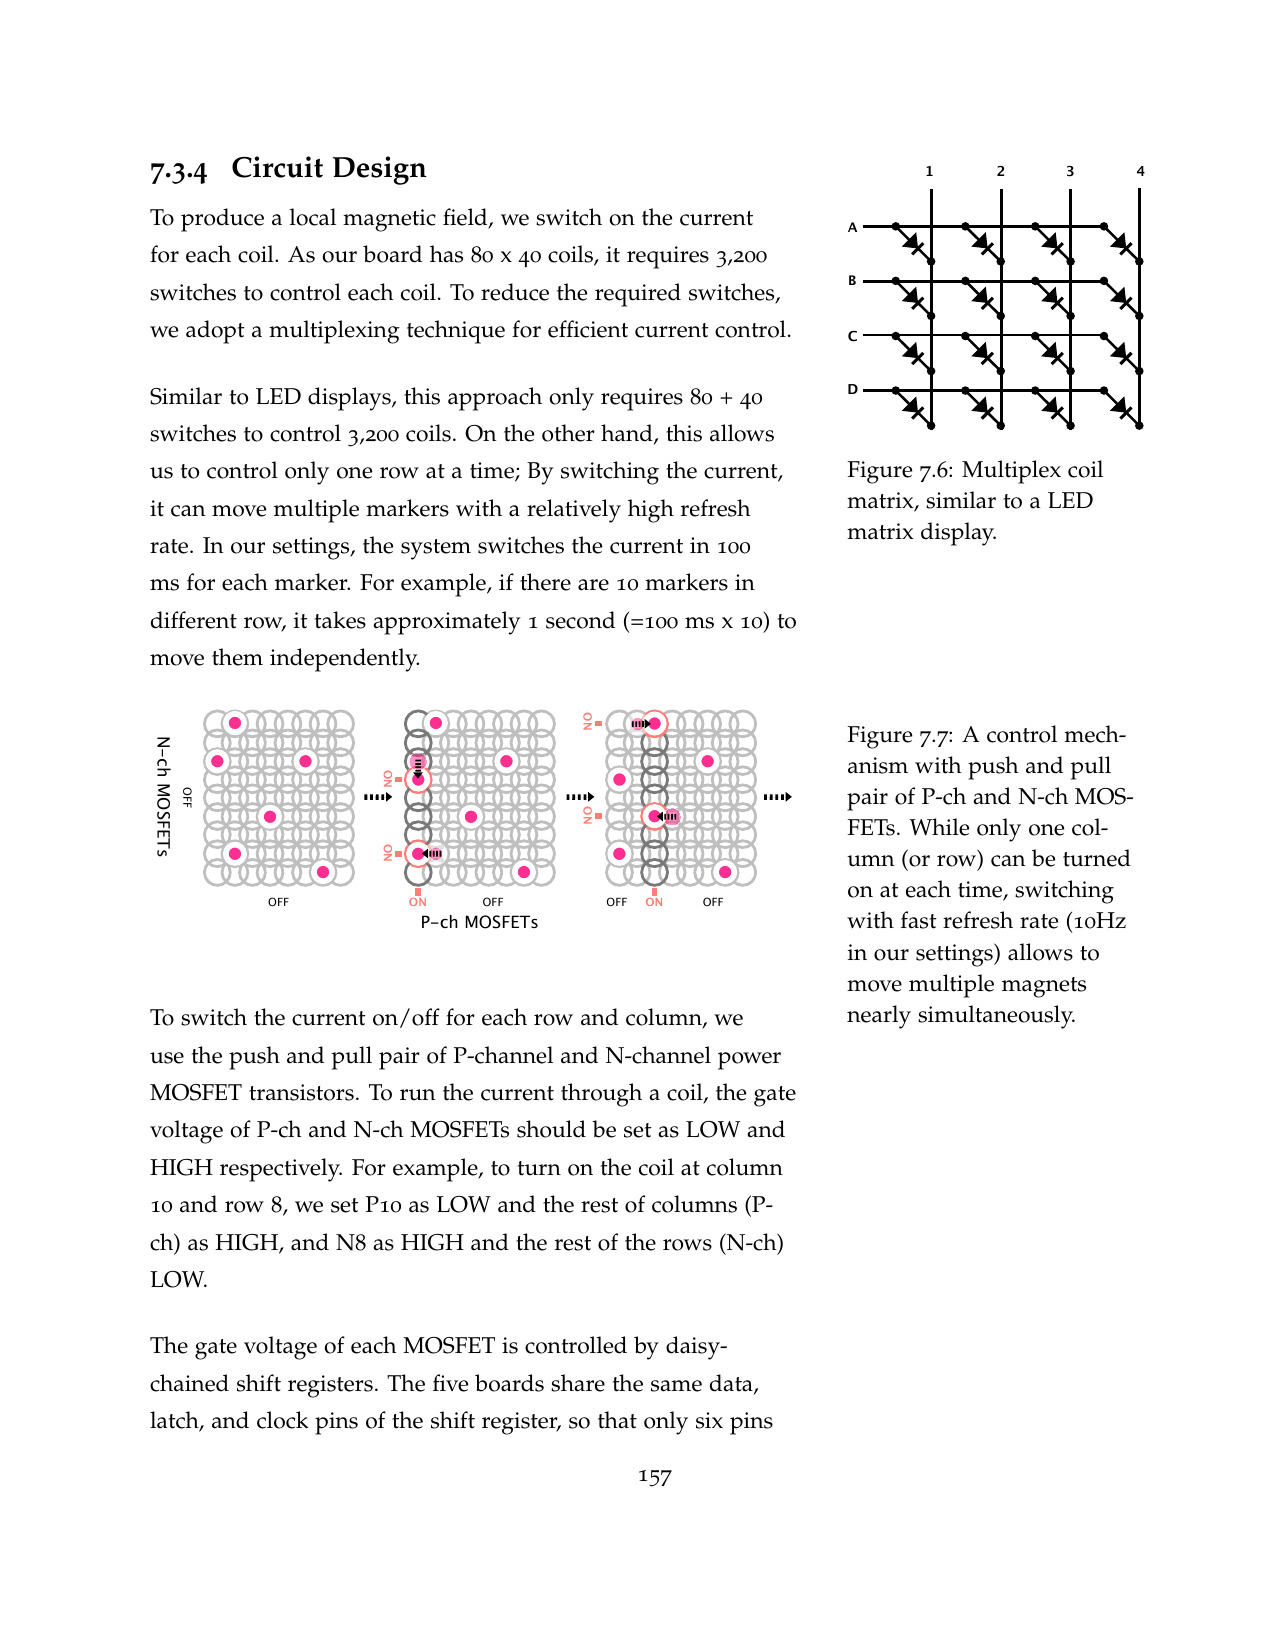 7.3.4 Circuit Design
To produce a local magnetic field, we switch on the current
for each coil. As our board has 80 x 40 coils, it requires 3,200
switches to control each coil. To reduce the required switches,
we adopt a multiplexing technique for efficient current control.
Similar to LED displays, this approach only requires 80 + 40
switches to control 3,200 coils. On the other hand, this allows
us to control only one row at a time; By switching the current,
it can move multiple markers with a relatively high refresh
rate. In our settings, the system switches the current in 100
ms for each marker. For example, if there are 10 markers in
different row, it takes approximately 1 second (=100 ms x 10) to
move them independently.
1 2 3 4
A
B
C
D
Figure 7.6: Multiplex coil
matrix, similar to a LED
matrix display.
N-ch MOSFETs
OFF
OFF
ON
ON
ON OFF
P-ch MOSFETs
ON
ON
OFF ON OFF
Figure 7.7: A control mech-
anism with push and pull
pair of P-ch and N-ch MOS-
FETs. While only one col-
umn (or row) can be turned
on at each time, switching
with fast refresh rate (10Hz
in our settings) allows to
move multiple magnets
nearly simultaneously.
To switch the current on/off for each row and column, we
use the push and pull pair of P-channel and N-channel power
MOSFET transistors. To run the current through a coil, the gate
voltage of P-ch and N-ch MOSFETs should be set as LOW and
HIGH respectively. For example, to turn on the coil at column
10 and row 8, we set P10 as LOW and the rest of columns (P-
ch) as HIGH, and N8 as HIGH and the rest of the rows (N-ch)
LOW.
The gate voltage of each MOSFET is controlled by daisy-
chained shift registers. The five boards share the same data,
latch, and clock pins of the shift register, so that only six pins
157